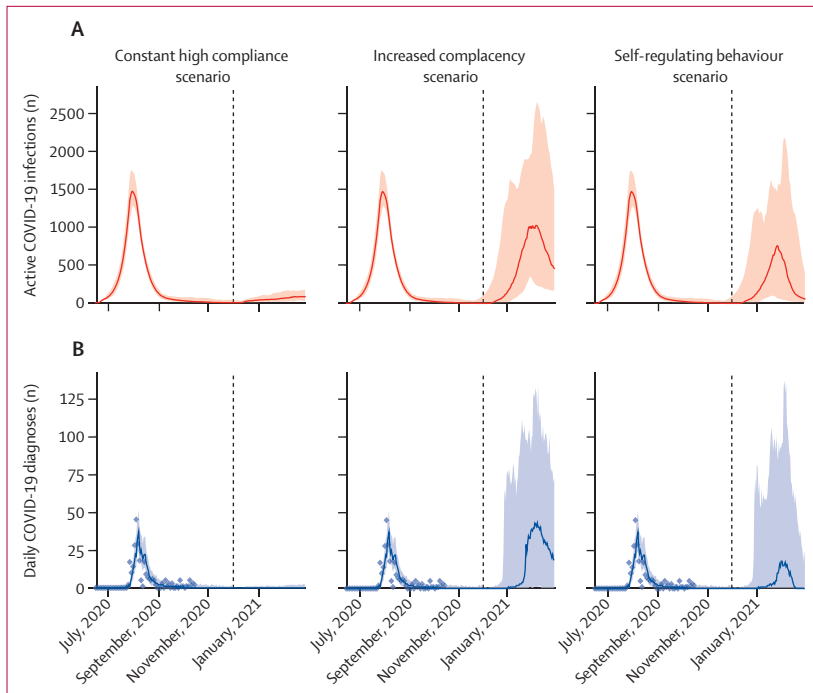 A
Constant high compliance
scenario
Increased complacency
scenario
Self-regulating behaviour
scenario
Active COVID-19 infections (n)
2500
2000
1500
1000
500
0
B
Daily COVID-19 diagnoses (n)
125
100
75
50
25
0
July, 2020
September, 2020
November, 2020
January, 2021
July, 2020
September, 2020
November, 2020
January, 2021
July, 2020
September, 2020
November, 2020
January, 2021